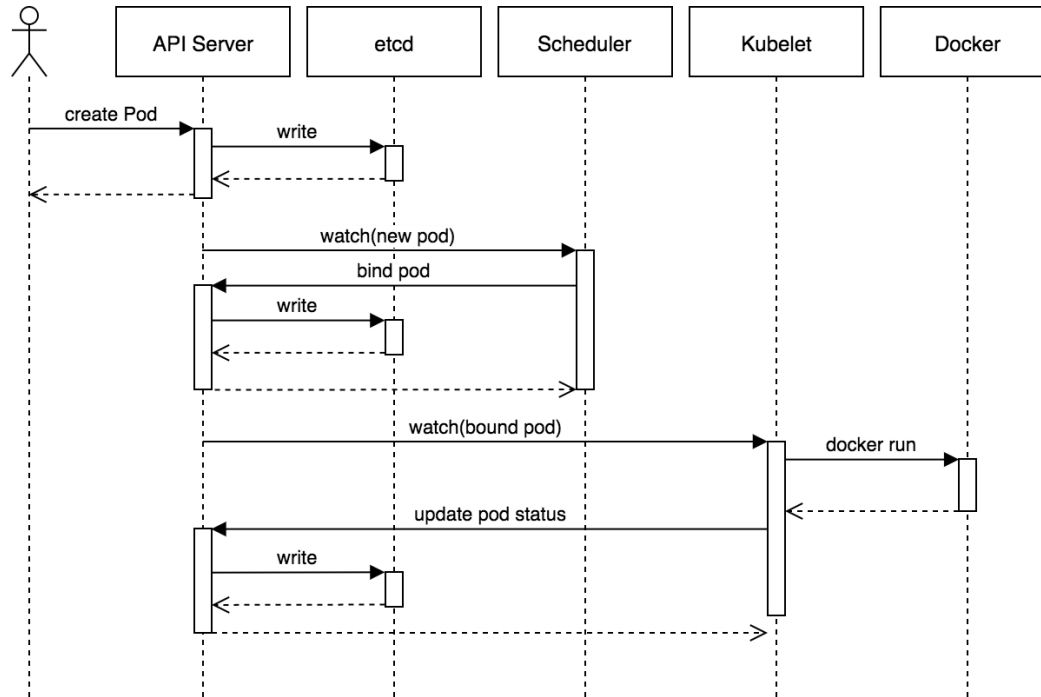 API Server
etcd
Scheduler
Kubelet
Docker
create Pod
write
watch(new pod)
bind pod
write
watch(bound pod)
docker run
update pod status
write